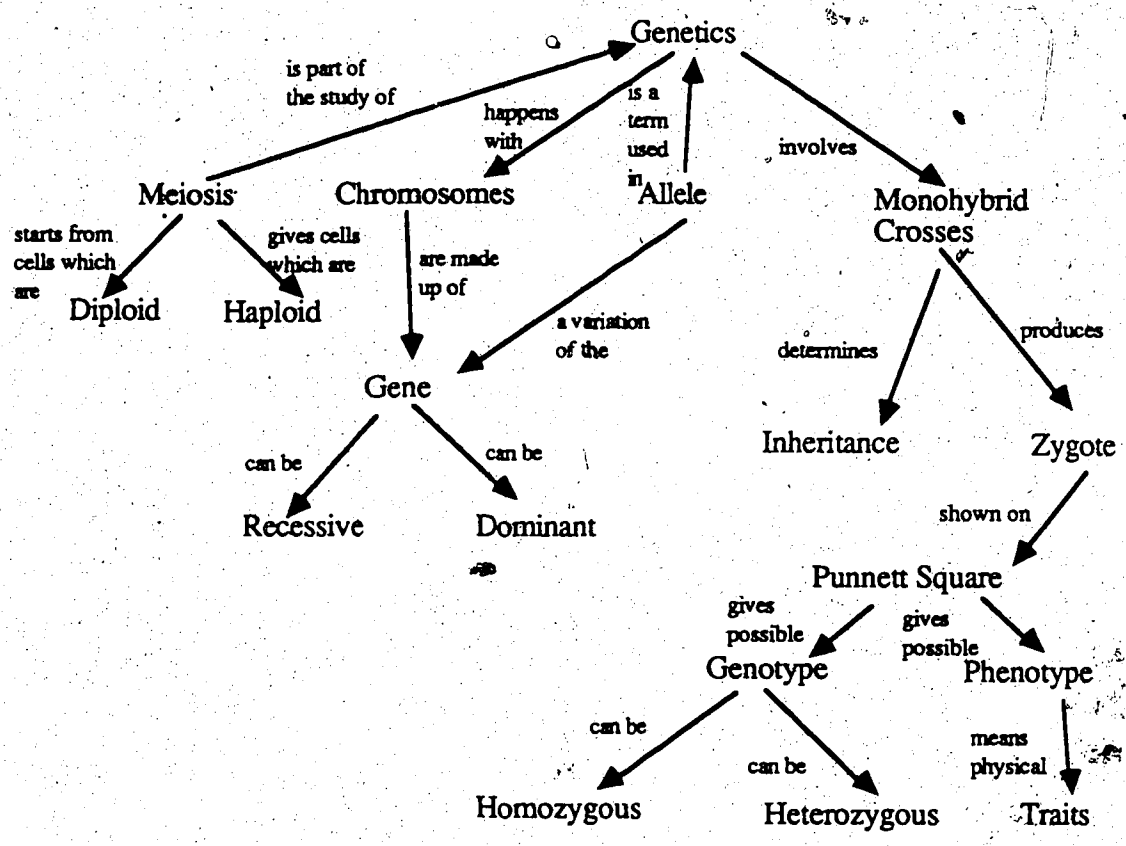 Genetics
is part of
the study of
happens
with
is a
term
used
in
involves
Meiosis
Chromosomes
Allele
Monohybrid
Crosses
starts from
cells which
are
gives cells
which are
are made
up of
Diploid
Haploid
a variation
of the
determines
produces
Gene
Inheritance
Zygote
can be
can be
Recessive
Dominant
shown on
Punnett Square
gives
possible
gives
possible
Genotype
Phenotype
can be
can be
means
physical
Homozygous
Heterozygous
Traits